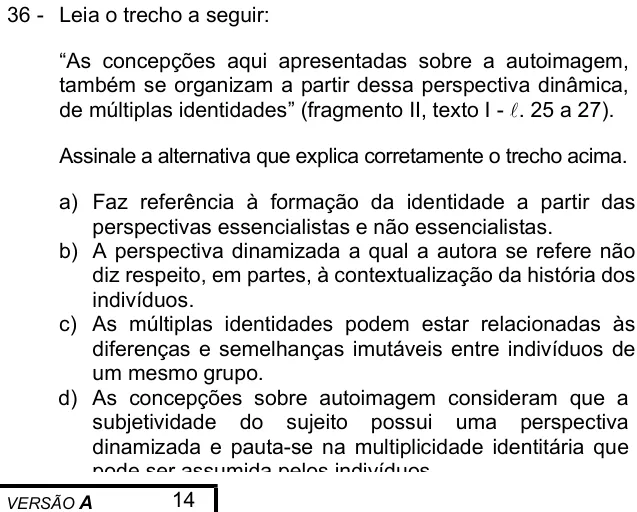 36 - Leia o trecho a seguir:
“As concepções aqui apresentadas sobre a autoimagem,
também se organizam a partir dessa perspectiva dinâmica,
de múltiplas identidades” (fragmento II, texto I - ℓ. 25 a 27).
Assinale a alternativa que explica corretamente o trecho acima.
a) Faz referência à formação da identidade a partir das
perspectivas essencialistas e não essencialistas.
b) A perspectiva dinamizada a qual a autora se refere não
diz respeito, em partes, à contextualização da história dos
indivíduos.
c) As múltiplas identidades podem estar relacionadas às
diferenças e semelhanças imutáveis entre indivíduos de
um mesmo grupo.
d) As concepções sobre autoimagem consideram que a
subjetividade do sujeito possui uma perspectiva
dinamizada e pauta-se na multiplicidade identitária que
pode ser assumida pelos indivíduos.
VERSÃO A 14